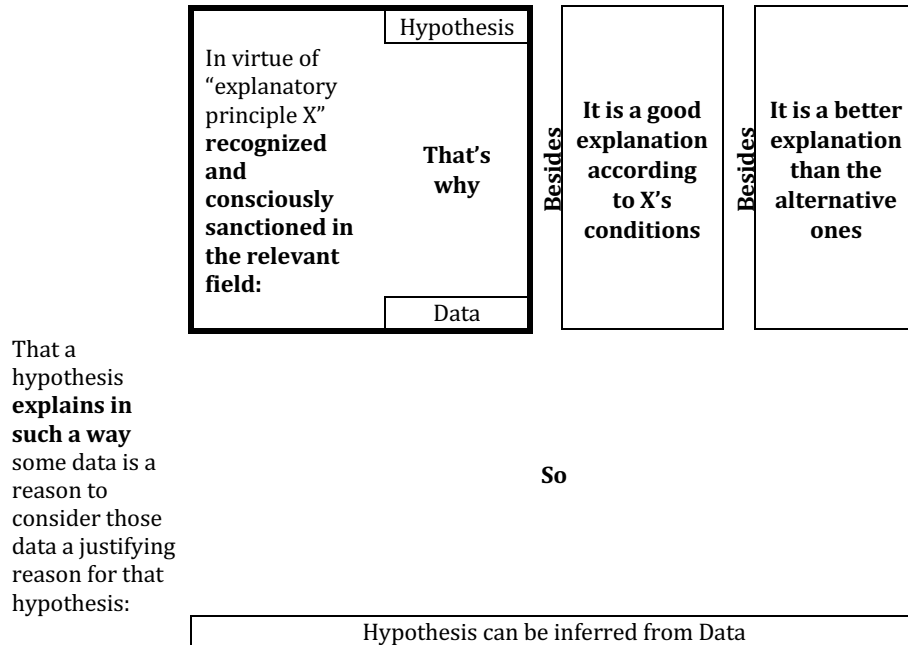 Hypothesis
In virtue of
“explanatory
principle X”
recognized
and
consciously
sanctioned in
the relevant
field:
That’s
why
Data
Besides
It is a good
explanation
according
to X’s
conditions
Besides
It is a better
explanation
than the
alternative
ones
That a
hypothesis
explains in
such a way
some data is a
reason to
consider those
data a justifying
reason for that
hypothesis:
So
Hypothesis can be inferred from Data